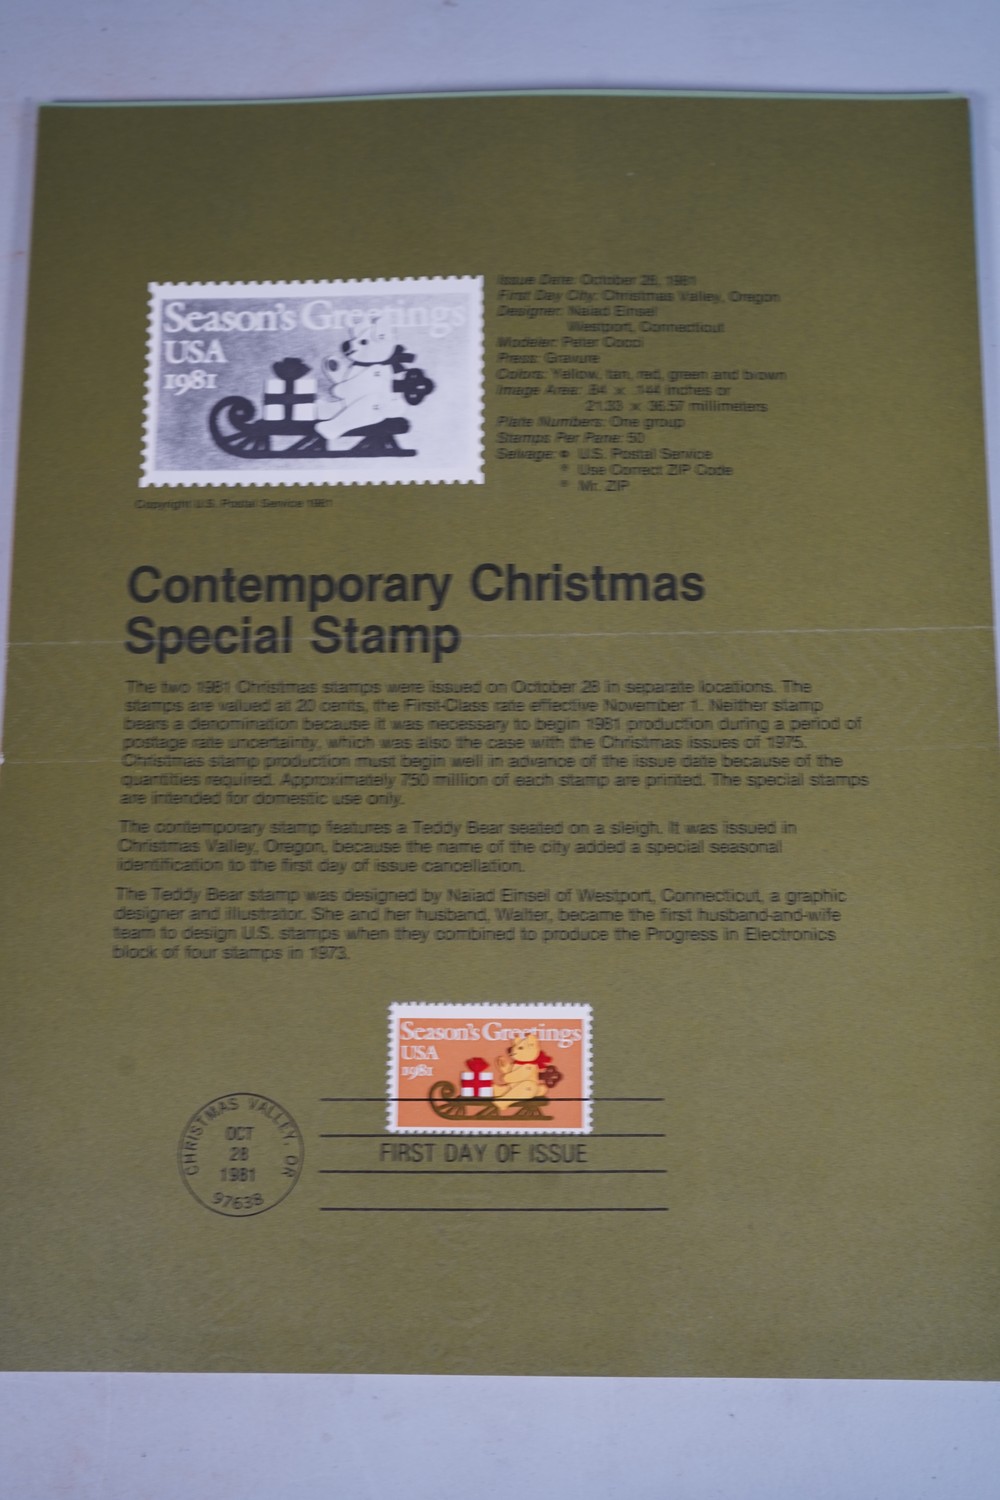 Season's Greetings
USA
1981
Copyright U.S. Postal Service 1981
Issue Date: October 28, 1981
First Day City: Christmas Valley, Oregon
Designer: Naiad Einsel
Westport, Connecticut
Modeler: Peter Cocci
Press: Gravure
Colors: Yellow, tan, red, green and brown
Image Area: .84 × .144 inches or
21.33 × 36.57 millimeters
Plate Numbers: One group
Stamps Per Pane: 50
Selvage: • U.S. Postal Service
• Use Correct ZIP Code
• Mr. ZIP
Contemporary Christmas
Special Stamp
The two 1981 Christmas stamps were issued on October 28 in separate locations. The
stamps are valued at 20 cents, the First-Class rate effective November 1. Neither stamp
bears a denomination because it was necessary to begin 1981 production during a period of
postage rate uncertainty, which was also the case with the Christmas issues of 1975.
Christmas stamp production must begin well in advance of the issue date because of the
quantities required. Approximately 750 million of each stamp are printed. The special stamps
are intended for domestic use only.
The contemporary stamp features a Teddy Bear seated on a sleigh. It was issued in
Christmas Valley, Oregon, because the name of the city added a special seasonal
identification to the first day of issue cancellation.
The Teddy Bear stamp was designed by Naiad Einsel of Westport, Connecticut, a graphic
designer and illustrator. She and her husband, Walter, became the first husband-and-wife
team to design U.S. stamps when they combined to produce the Progress in Electronics
block of four stamps in 1973.
Season's Greetings
USA
1981
CHRISTMAS VALLEY, OR
OCT
28
1981
97638
FIRST DAY OF ISSUE